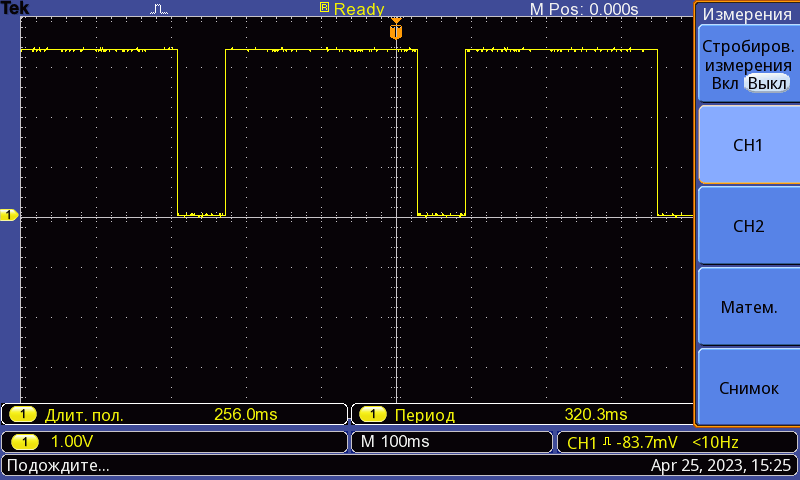 Tek
R Ready
M Pos: 0.000s
Измерения
Стробиров.
измерения
Вкл Выкл
T
CH1
1
CH2
Матем.
Снимок
1 Длит. пол. 256.0ms
1 Период 320.3ms
1 1.00V
M 100ms
CH1 -83.7mV <10Hz
Подождите...
Apr 25, 2023, 15:25